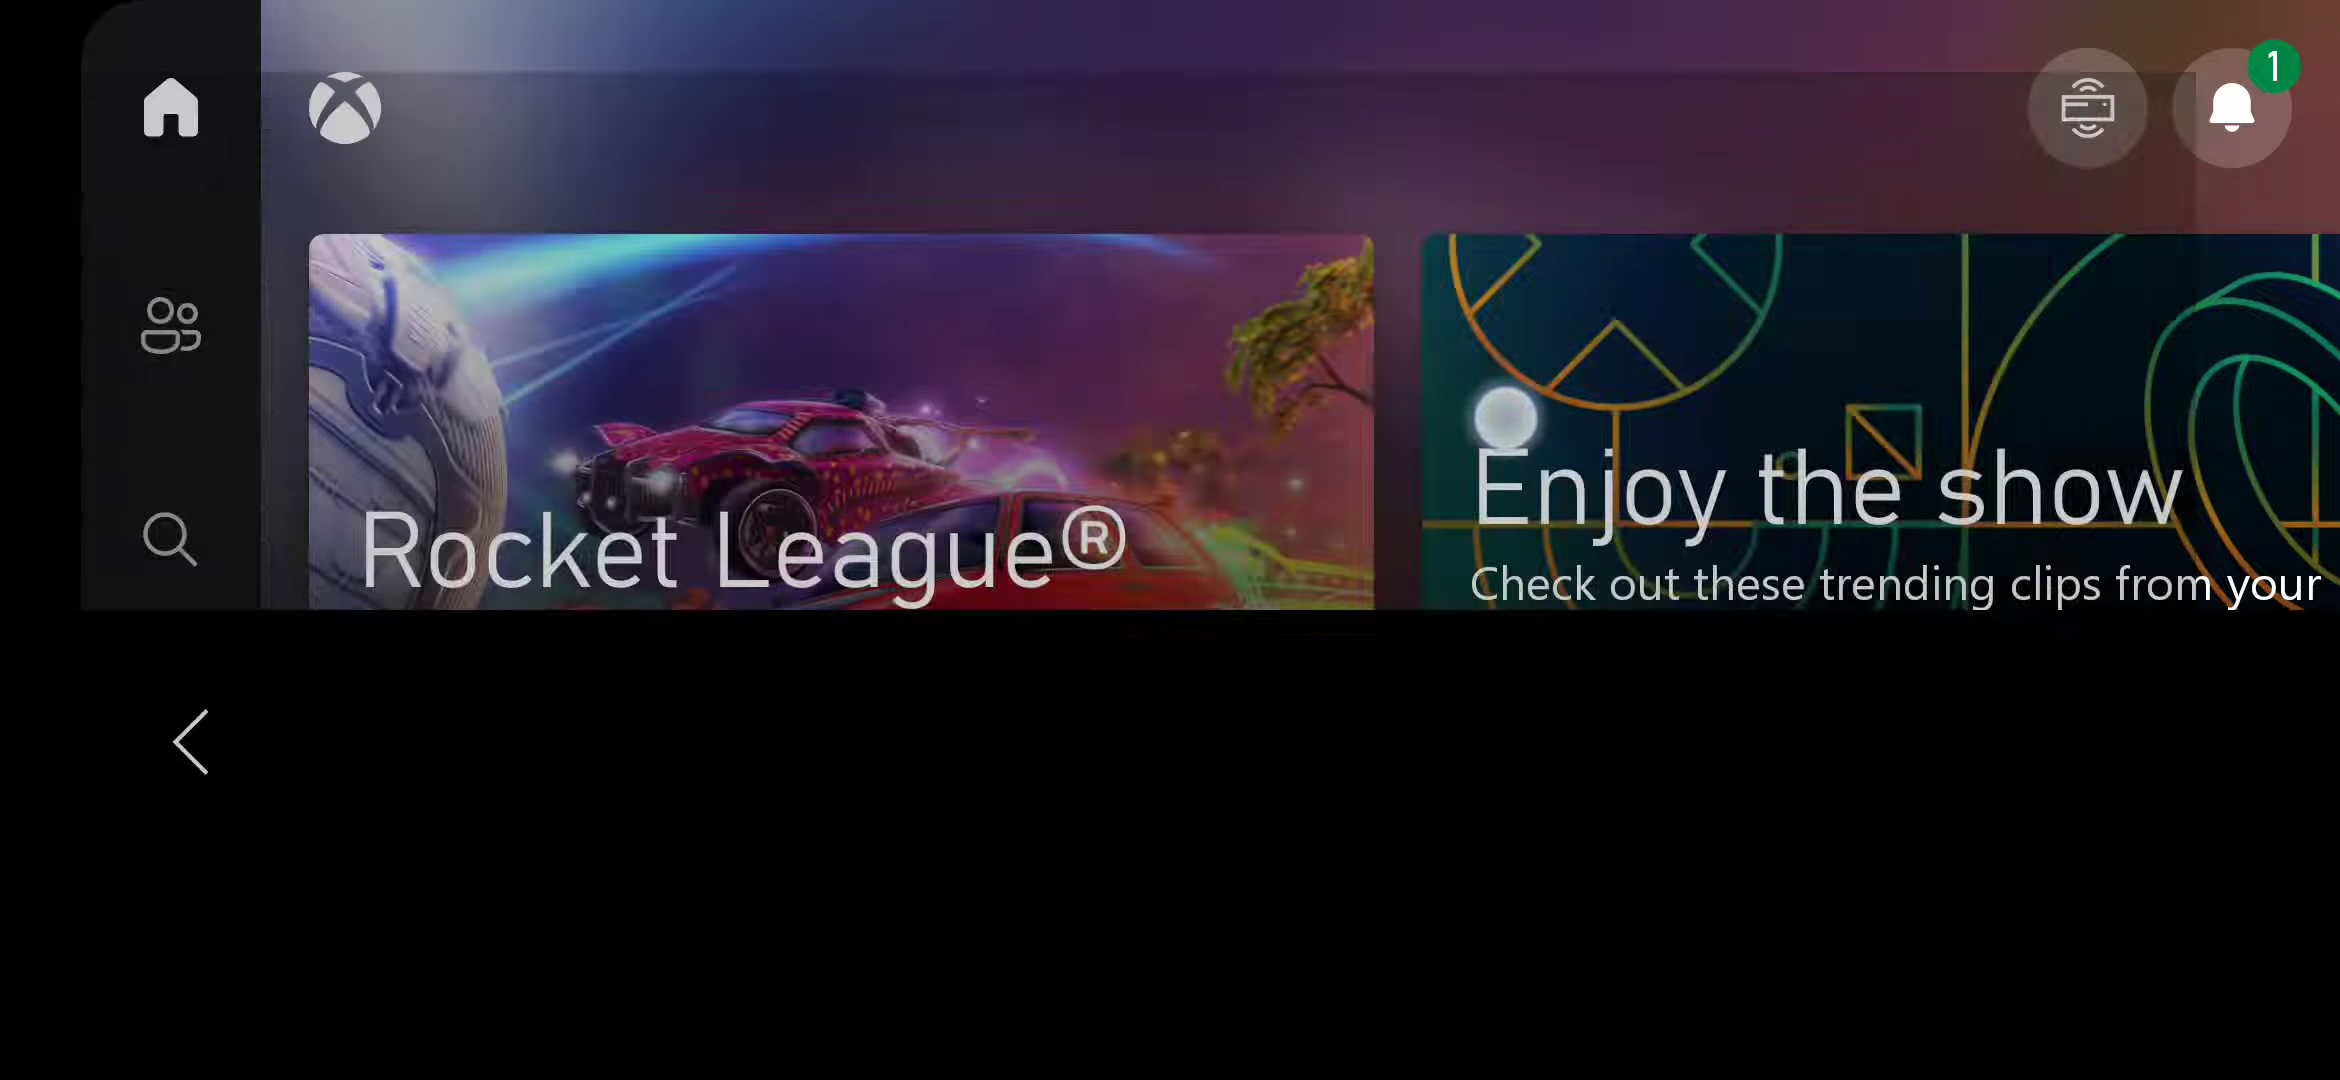 1
Rocket League®
Enjoy the show
Check out these trending clips from your